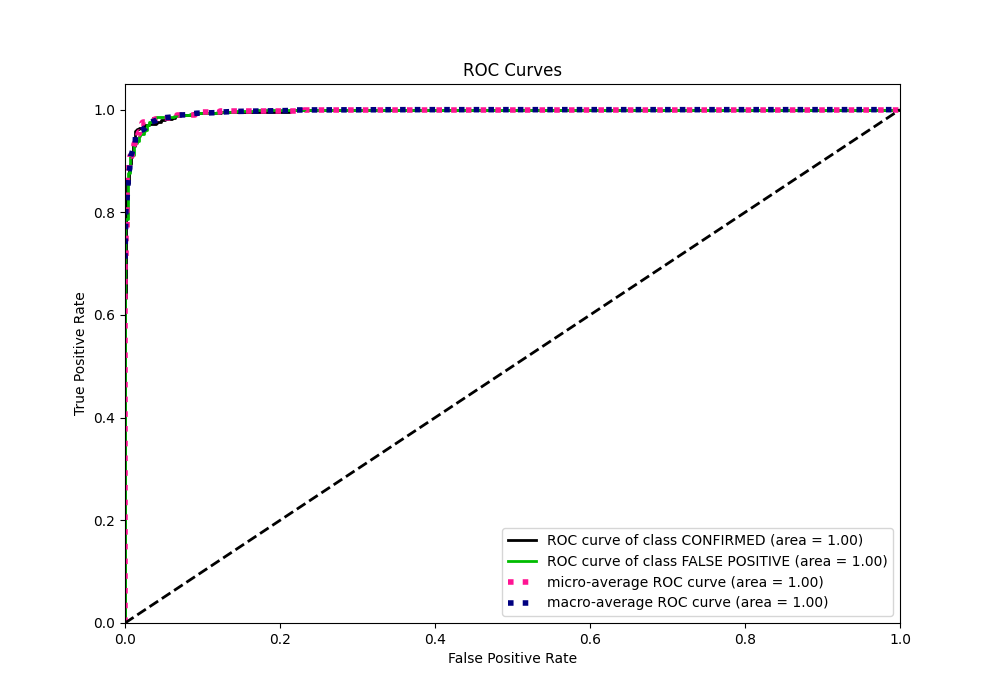 ROC Curves
True Positive Rate
1.0
0.8
0.6
0.4
0.2
0.0
ROC curve of class CONFIRMED (area = 1.00)
ROC curve of class FALSE POSITIVE (area = 1.00)
micro-average ROC curve (area = 1.00)
macro-average ROC curve (area = 1.00)
0.0 0.2 0.4 0.6 0.8 1.0
False Positive Rate